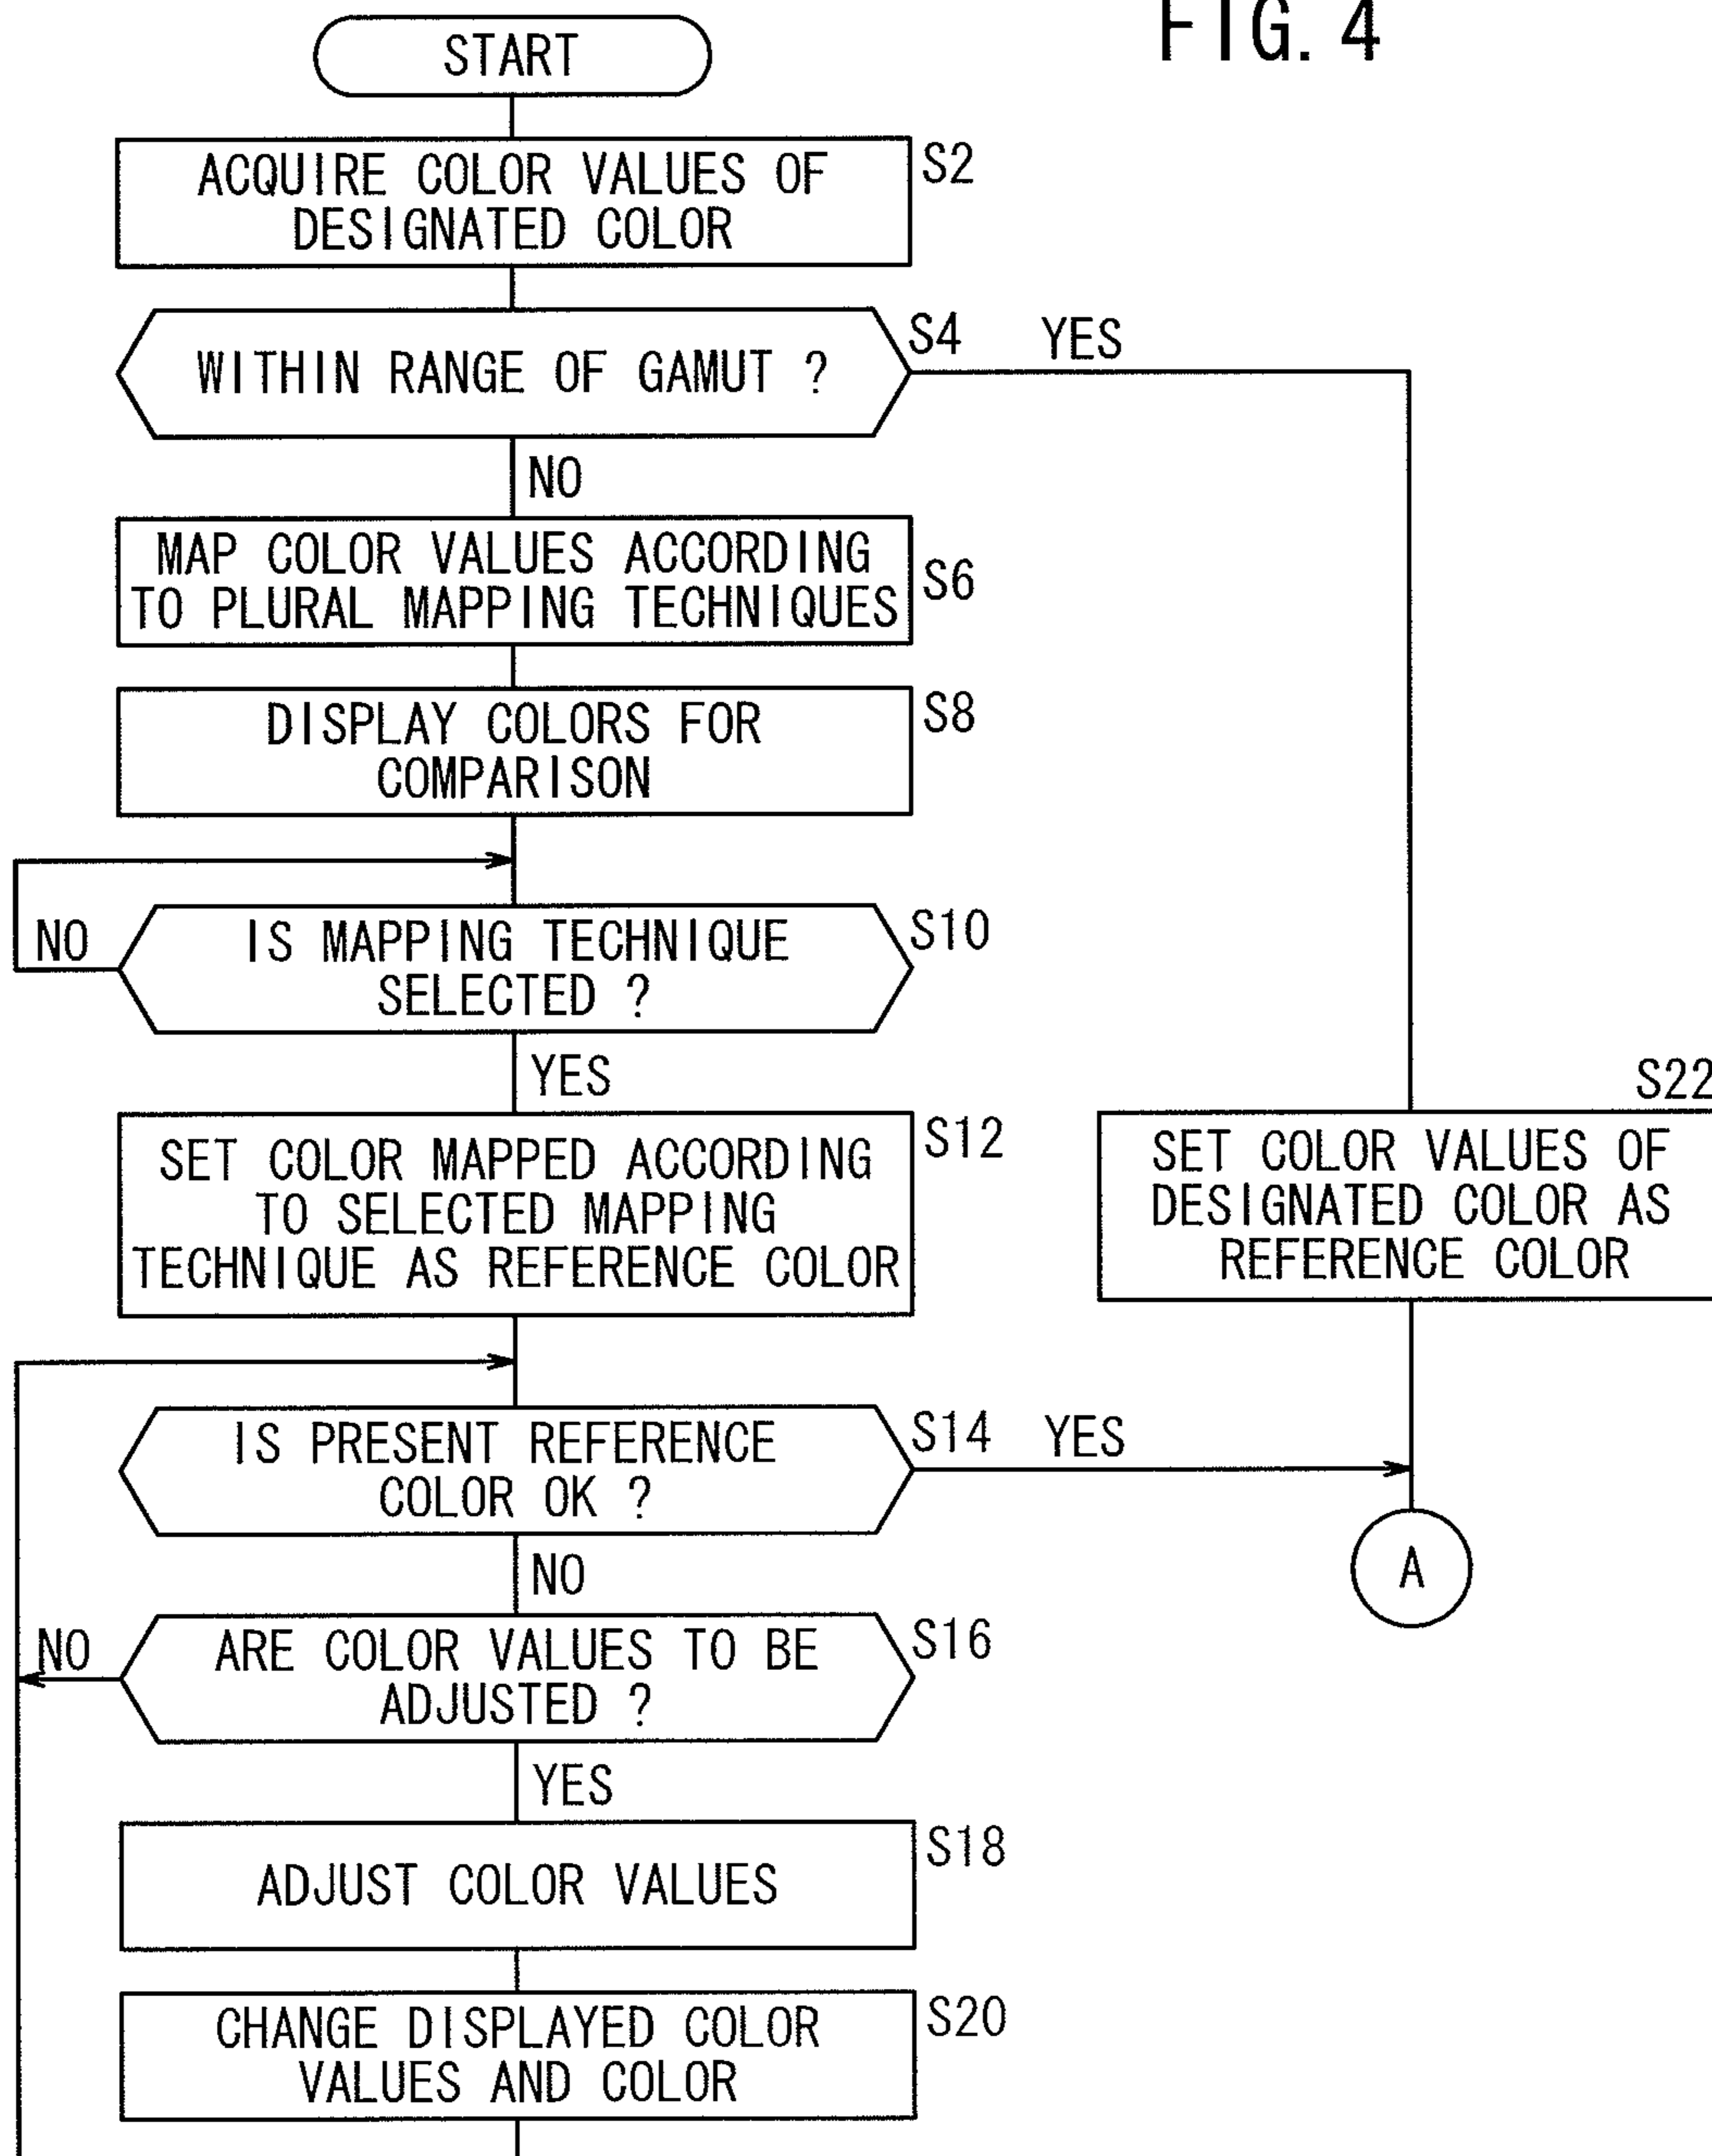 FIG. 4
START
ACQUIRE COLOR VALUES OF
DESIGNATED COLOR
S2
WITHIN RANGE OF GAMUT ?
S4
YES
NO
MAP COLOR VALUES ACCORDING
TO PLURAL MAPPING TECHNIQUES
S6
DISPLAY COLORS FOR
COMPARISON
S8
NO
IS MAPPING TECHNIQUE
SELECTED ?
S10
YES
SET COLOR MAPPED ACCORDING
TO SELECTED MAPPING
TECHNIQUE AS REFERENCE COLOR
S12
S22
SET COLOR VALUES OF
DESIGNATED COLOR AS
REFERENCE COLOR
IS PRESENT REFERENCE
COLOR OK ?
S14
YES
A
NO
NO
ARE COLOR VALUES TO BE
ADJUSTED ?
S16
YES
ADJUST COLOR VALUES
S18
CHANGE DISPLAYED COLOR
VALUES AND COLOR
S20